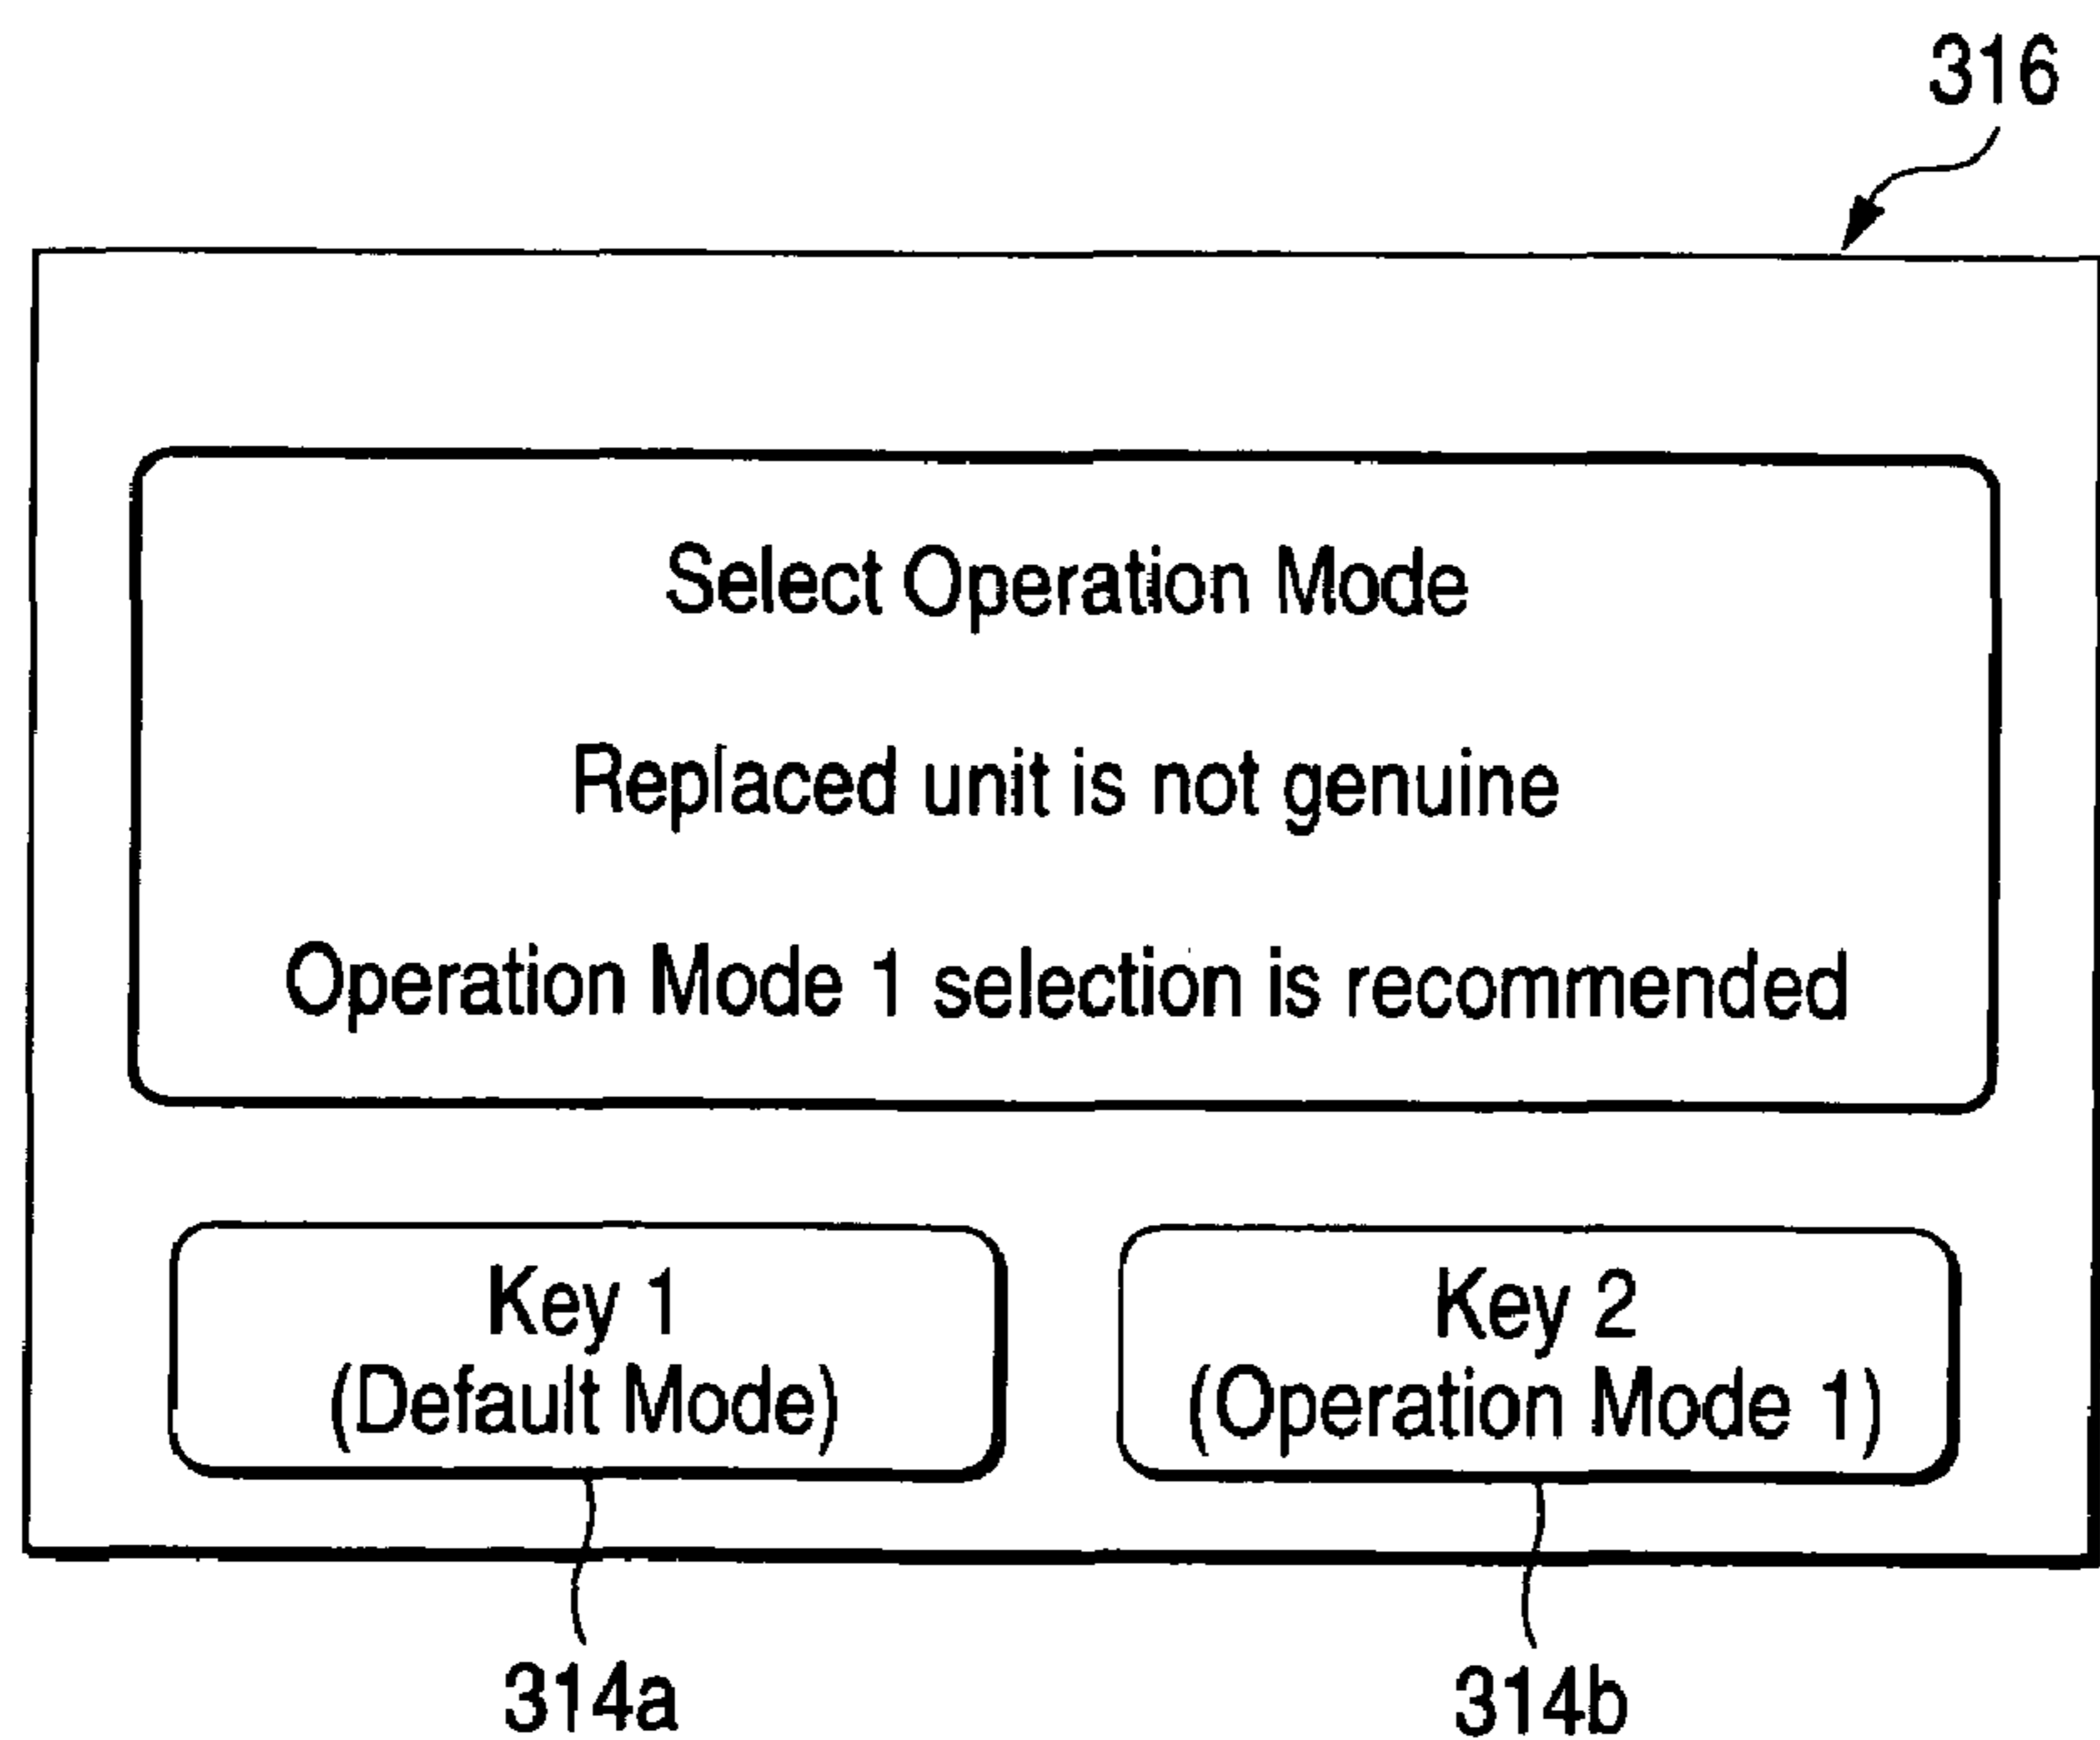 316
Select Operation Mode
Replaced unit is not genuine
Operation Mode 1 selection is recommended
Key 1
(Default Mode)
Key 2
(Operation Mode 1)
314a
314b